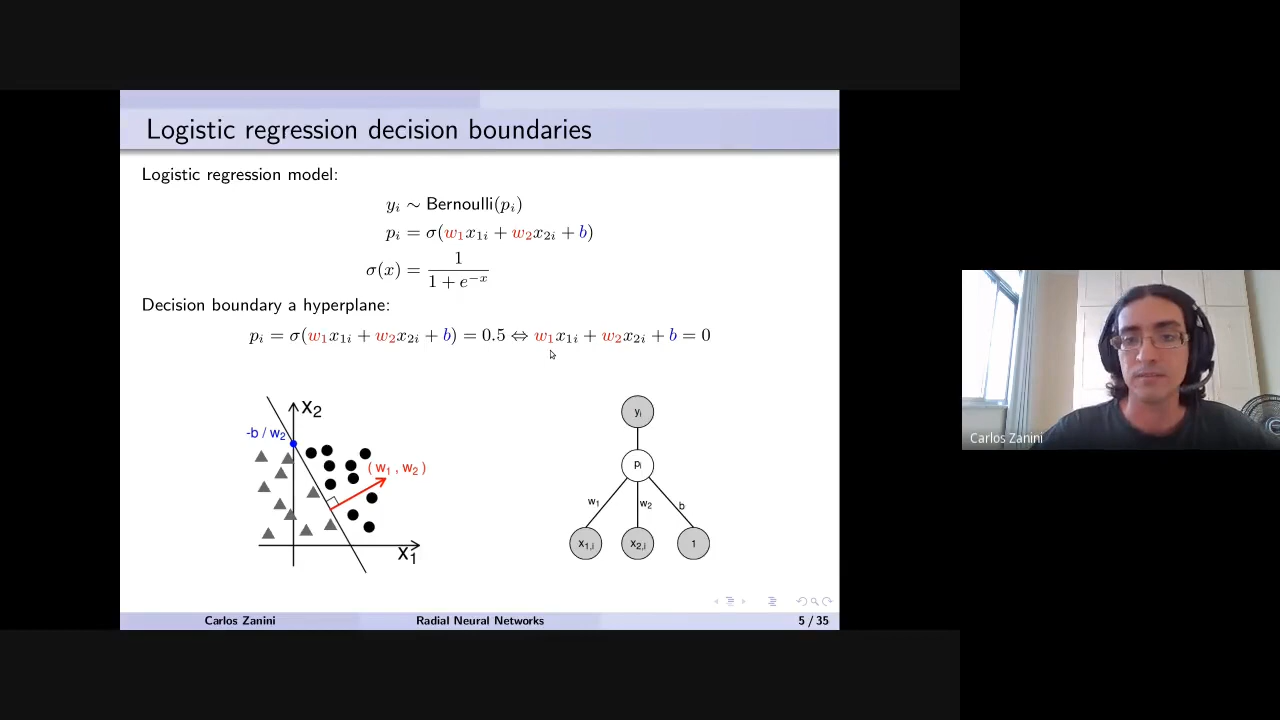 Logistic regression decision boundaries
Logistic regression model:
yᵢ ∼ Bernoulli(pᵢ)
pᵢ = σ(w₁x₁ᵢ + w₂x₂ᵢ + b)
σ(x) = 1 / (1 + e⁻ˣ)
Decision boundary a hyperplane:
pᵢ = σ(w₁x₁ᵢ + w₂x₂ᵢ + b) = 0.5 ⇔ w₁x₁ᵢ + w₂x₂ᵢ + b = 0
X₂
-b / w₂
( w₁ , w₂ )
X₁
yᵢ
pᵢ
w₁
w₂
b
x₁,ᵢ
x₂,ᵢ
1
Carlos Zanini
Radial Neural Networks
5 / 35
Carlos Zanini